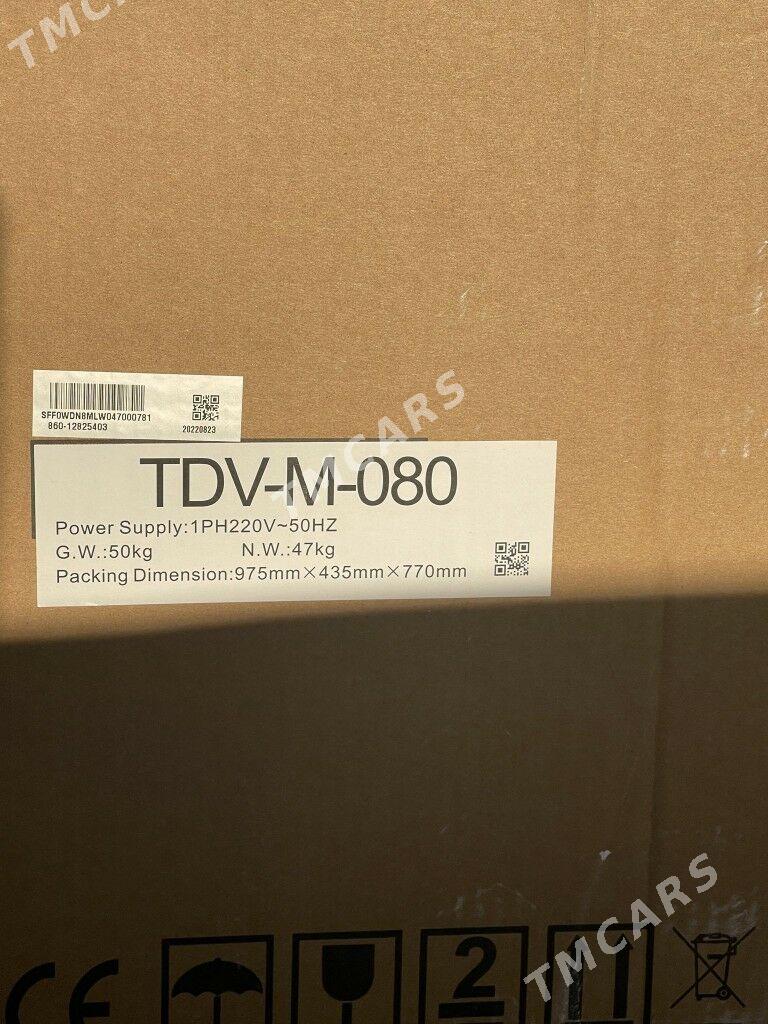 TMCARS
SFF0WDN8MLW047000781
860-12825403
20220823
TDV-M-080
TMCARS
Power Supply:1PH220V~50HZ
G.W.:50kg N.W.:47kg
Packing Dimension:975mm×435mm×770mm
TMCARS
CE
2